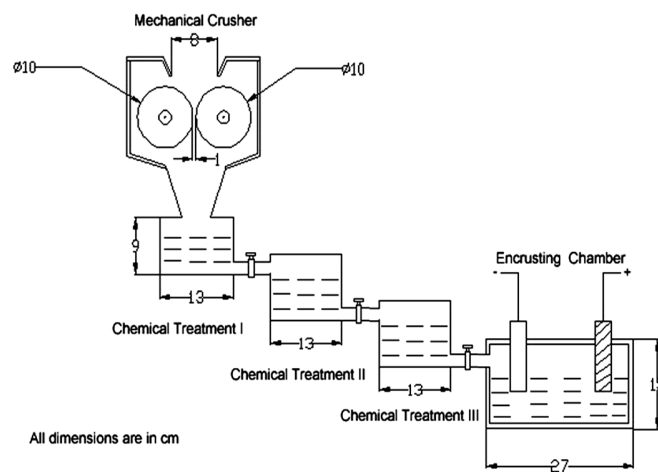 Mechanical Crusher
8
ø10
ø10
1
9
13
Chemical Treatment I
Encrusting Chamber
- +
13
Chemical Treatment II
13
Chemical Treatment III
27
All dimensions are in cm